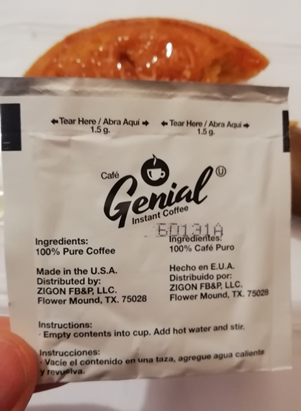 ←Tear Here / Abra Aqui → ←Tear Here / Abra Aqui →
1.5 g. 1.5 g.
Café
Genial
U
Instant Coffee
6D131A
Ingredients:
100% Pure Coffee
Made in the U.S.A.
Distributed by:
ZIGON FB&P, LLC.
Flower Mound, TX. 75028
Ingredientes:
100% Café Puro
Hecho en E.U.A.
Distribuido por:
ZIGON FB&P, LLC.
Flower Mound, TX. 75028
Instructions:
· Empty contents into cup. Add hot water and stir.
Instrucciones:
· Vacíe el contenido en una taza, agregue agua caliente
y revuelva.